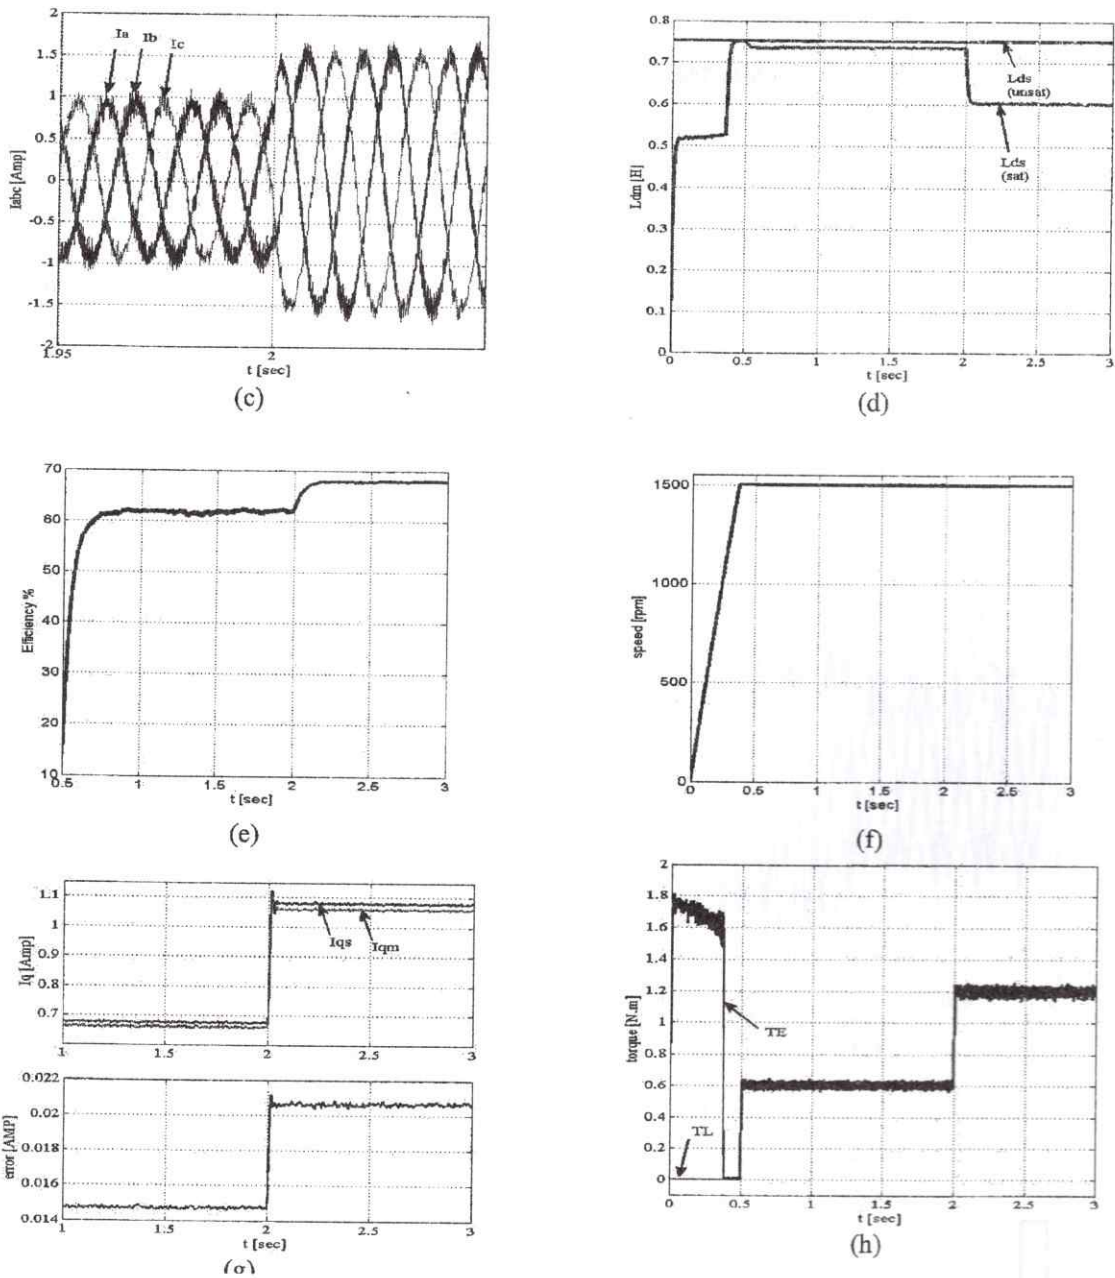 2
1.5
1
0.5
0
-0.5
-1
-1.5
-2
Iabc [Amp]
Ia Ib Ic
1.95 2
t [sec]
(c)
0.8
0.7
0.6
0.5
0.4
0.3
0.2
0.1
0
Ldm [H]
Lds
(unsat)
Lds
(sat)
0 0.5 1 1.5 2 2.5 3
t [sec]
(d)
70
60
50
40
30
20
10
Efficiency %
0.5 1 1.5 2 2.5 3
t [sec]
(e)
1500
1000
500
0
speed [rpm]
0 0.5 1 1.5 2 2.5 3
t [sec]
(f)
1.1
1
0.9
0.8
0.7
Iq [Amp]
Iqs Iqm
1 1.5 2 2.5 3
0.022
0.02
0.018
0.016
0.014
error [AMP]
1 1.5 2 2.5 3
t [sec]
(g)
2
1.8
1.6
1.4
1.2
1
0.8
0.6
0.4
0.2
0
torque [N.m]
TE
TL
0 0.5 1 1.5 2 2.5 3
t [sec]
(h)